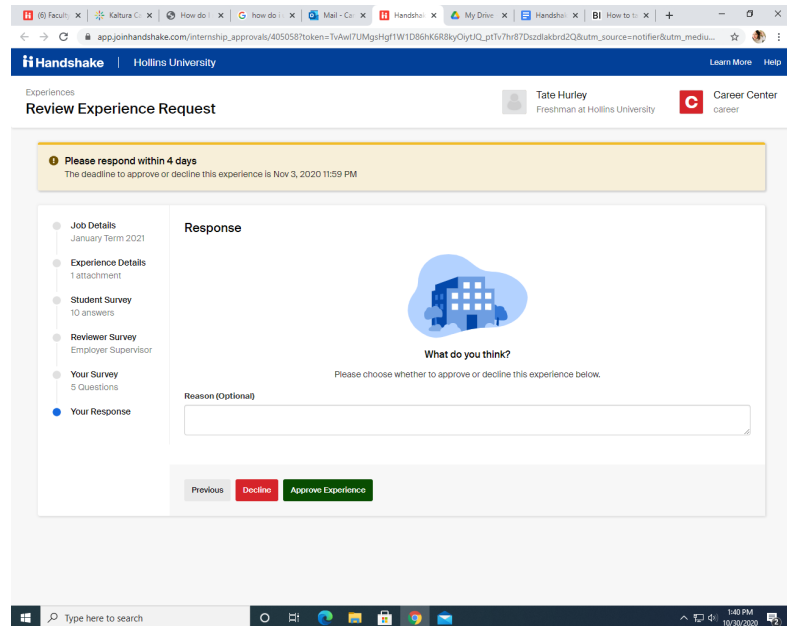 (6) Facult
Kaltura C
How do I
how do i
Mail - Ca
Handshak
My Drive
Handshak
BI How to ta
app.joinhandshake.com/internship_approvals/405058?token=TvAwl7UMgsHgf1W1D86hK6R8kyOiytJQ_ptTv7hr87Dszdlakbrd2Q&utm_source=notifier&utm_mediu...
Handshake | Hollins University
Learn More Help
Experiences
Review Experience Request
Tate Hurley
Freshman at Hollins University
C
Career Center
career
Please respond within 4 days
The deadline to approve or decline this experience is Nov 3, 2020 11:59 PM
Job Details
January Term 2021
Experience Details
1 attachment
Student Survey
10 answers
Reviewer Survey
Employer Supervisor
Your Survey
5 Questions
Your Response
Response
What do you think?
Please choose whether to approve or decline this experience below.
Reason (Optional)
Previous
Decline
Approve Experience
Type here to search
1:40 PM
10/30/2020
2